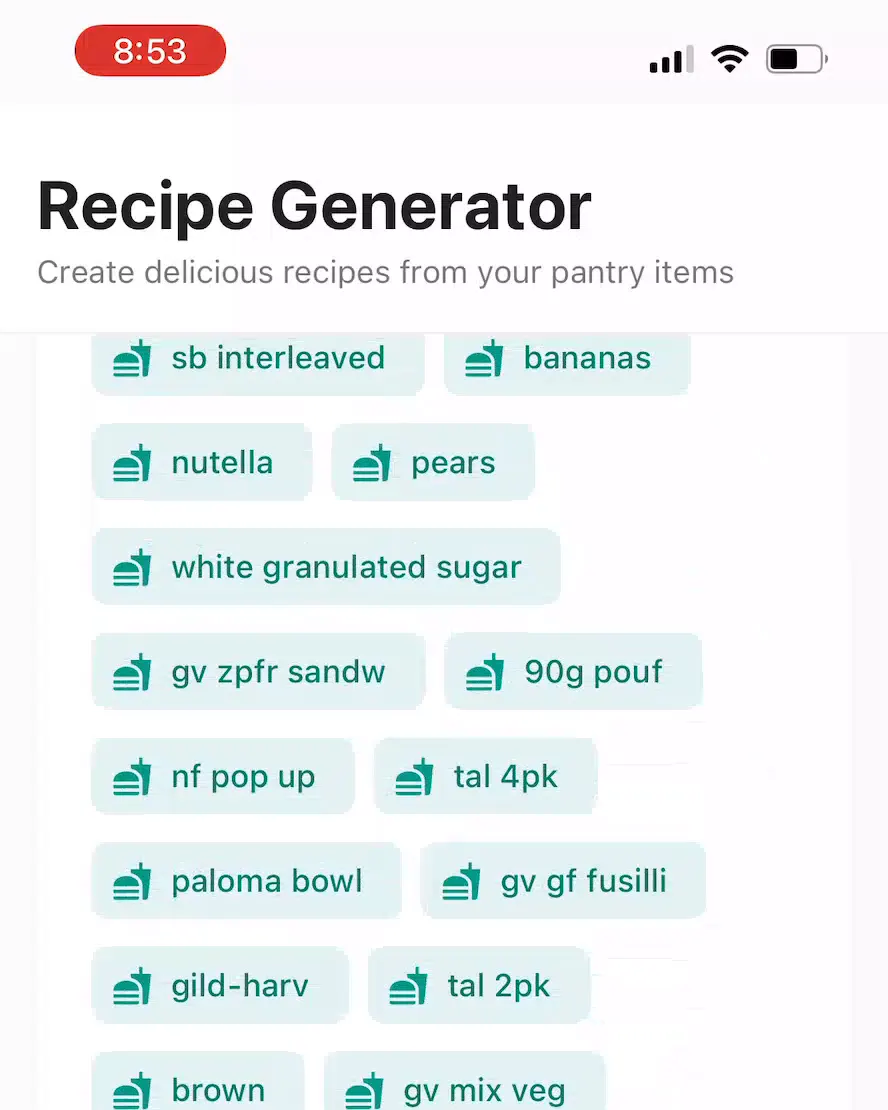 8:53
Recipe Generator
Create delicious recipes from your pantry items
sb interleaved bananas
nutella pears
white granulated sugar
gv zpfr sandw 90g pouf
nf pop up tal 4pk
paloma bowl gv gf fusilli
gild-harv tal 2pk
brown gv mix veg